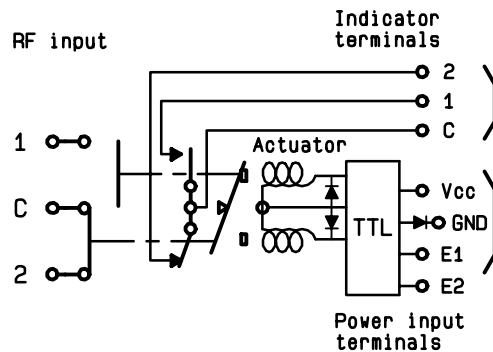 RF input
Indicator
terminals
2
1
C
Actuator
1
C
2
TTL
Vcc
GND
E1
E2
Power input
terminals